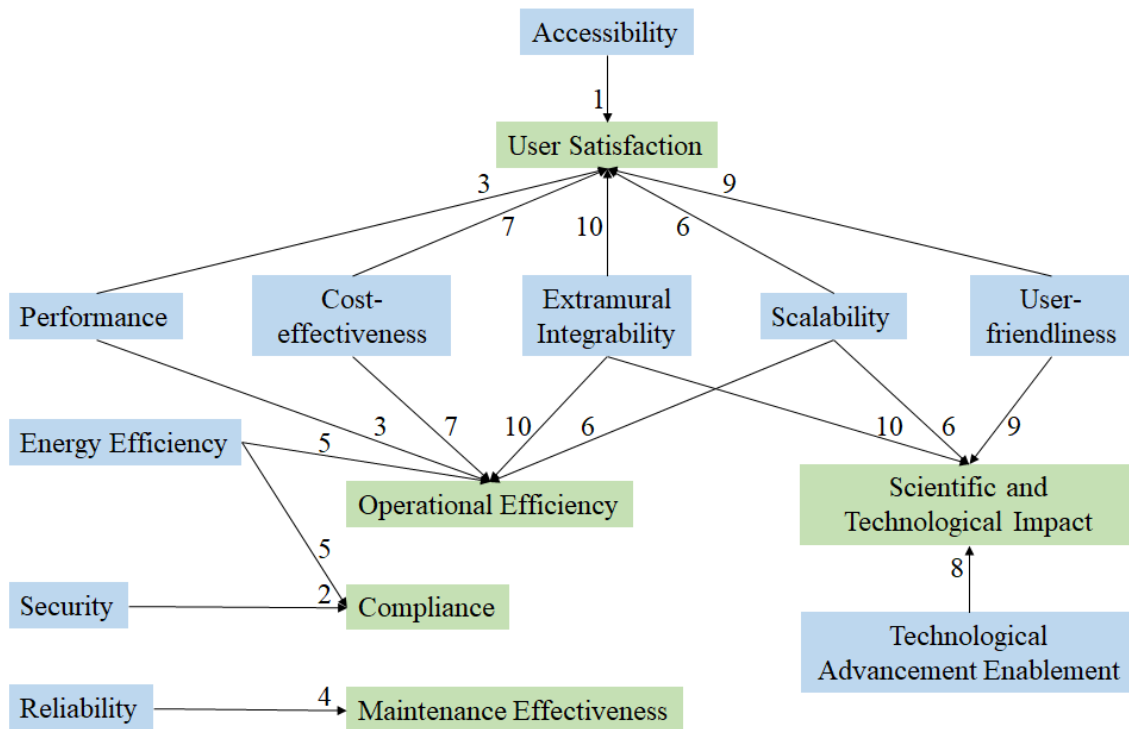 Accessibility
1
User Satisfaction
3
7
10
6
9
Performance
Cost-
effectiveness
Extramural
Integrability
Scalability
User-
friendliness
Energy Efficiency
5
3
7
10
6
10
6
9
Operational Efficiency
Scientific and
Technological Impact
5
8
Security
2
Compliance
Technological
Advancement Enablement
Reliability
4
Maintenance Effectiveness